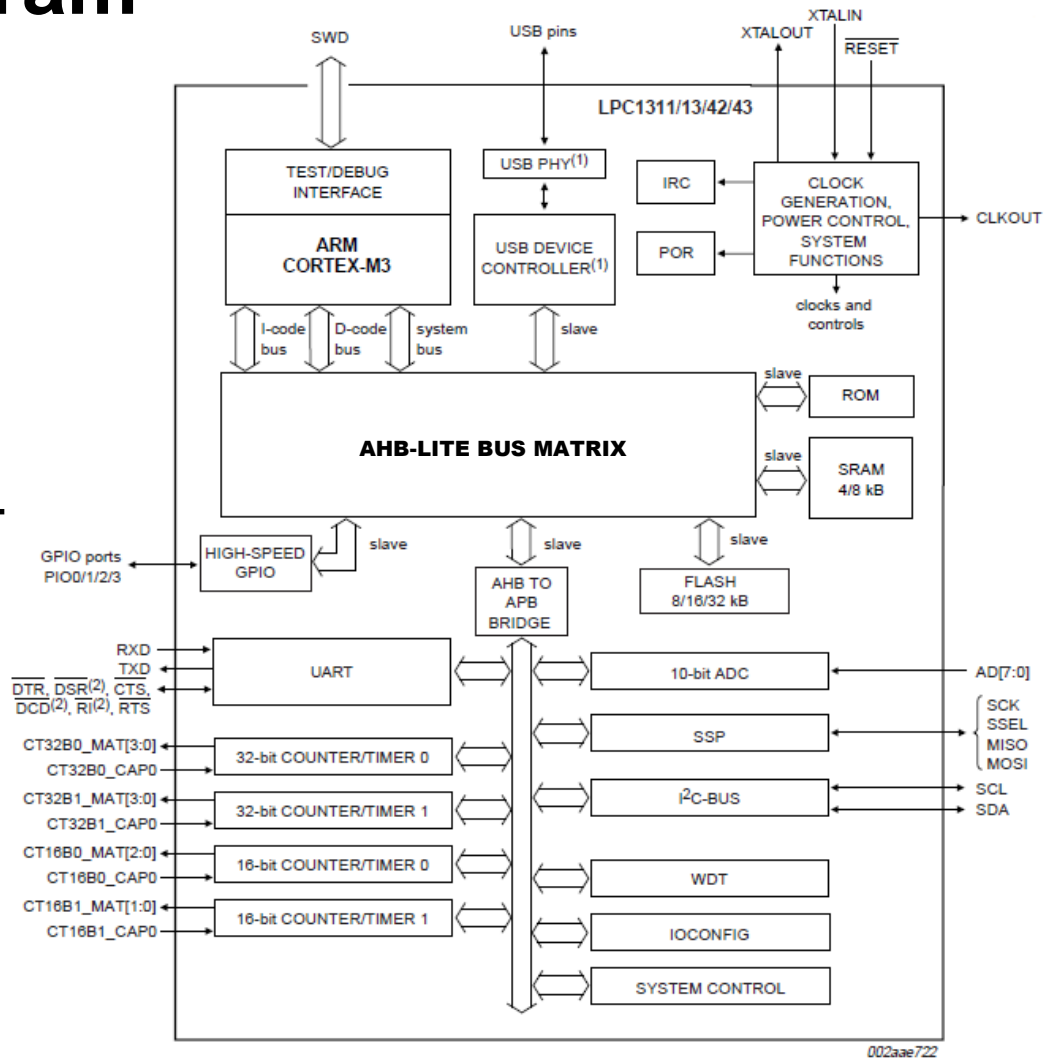 ram
XTALIN
XTALOUT
RESET
SWD
USB pins
LPC1311/13/42/43
TEST/DEBUG
INTERFACE
ARM
CORTEX-M3
USB PHY(1)
USB DEVICE
CONTROLLER(1)
IRC
POR
CLOCK
GENERATION,
POWER CONTROL,
SYSTEM
FUNCTIONS
CLKOUT
clocks and
controls
I-code
bus
D-code
bus
system
bus
slave
AHB-LITE BUS MATRIX
slave
ROM
slave
SRAM
4/8 kB
GPIO ports
PIO0/1/2/3
HIGH-SPEED
GPIO
slave
slave
slave
AHB TO
APB
BRIDGE
FLASH
8/16/32 kB
RXD
TXD
DTR, DSR(2), CTS,
DCD(2), RI(2), RTS
UART
10-bit ADC
AD[7:0]
SSP
SCK
SSEL
MISO
MOSI
CT32B0_MAT[3:0]
CT32B0_CAP0
32-bit COUNTER/TIMER 0
I2C-BUS
SCL
SDA
CT32B1_MAT[3:0]
CT32B1_CAP0
32-bit COUNTER/TIMER 1
CT16B0_MAT[2:0]
CT16B0_CAP0
16-bit COUNTER/TIMER 0
WDT
CT16B1_MAT[1:0]
CT16B1_CAP0
16-bit COUNTER/TIMER 1
IOCONFIG
SYSTEM CONTROL
002aae722